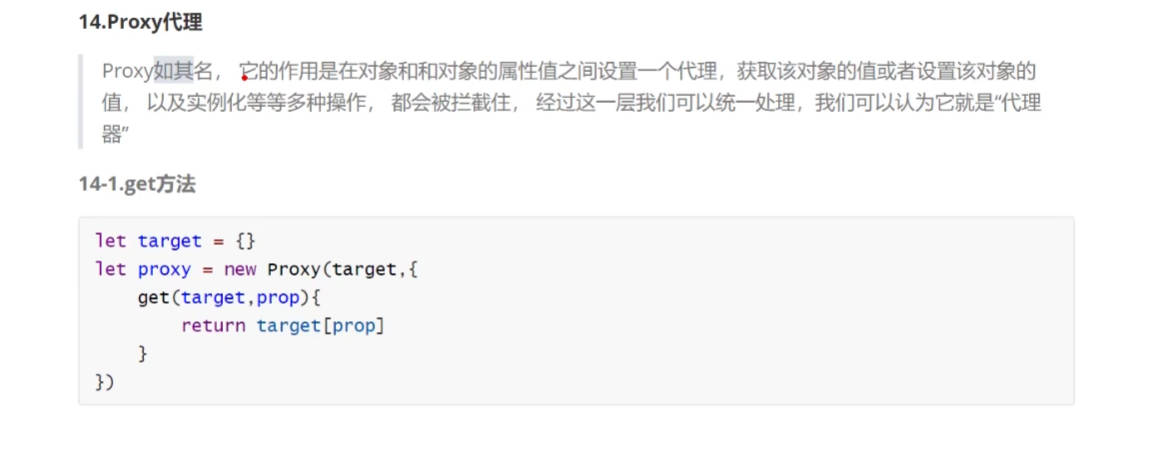 14.Proxy代理
Proxy如其名， 它的作用是在对象和和对象的属性值之间设置一个代理，获取该对象的值或者设置该对象的
值， 以及实例化等等多种操作， 都会被拦截住， 经过这一层我们可以统一处理，我们可以认为它就是“代理
器”
14-1.get方法
let target = {}
let proxy = new Proxy(target,{
    get(target,prop){
        return target[prop]
    }
})